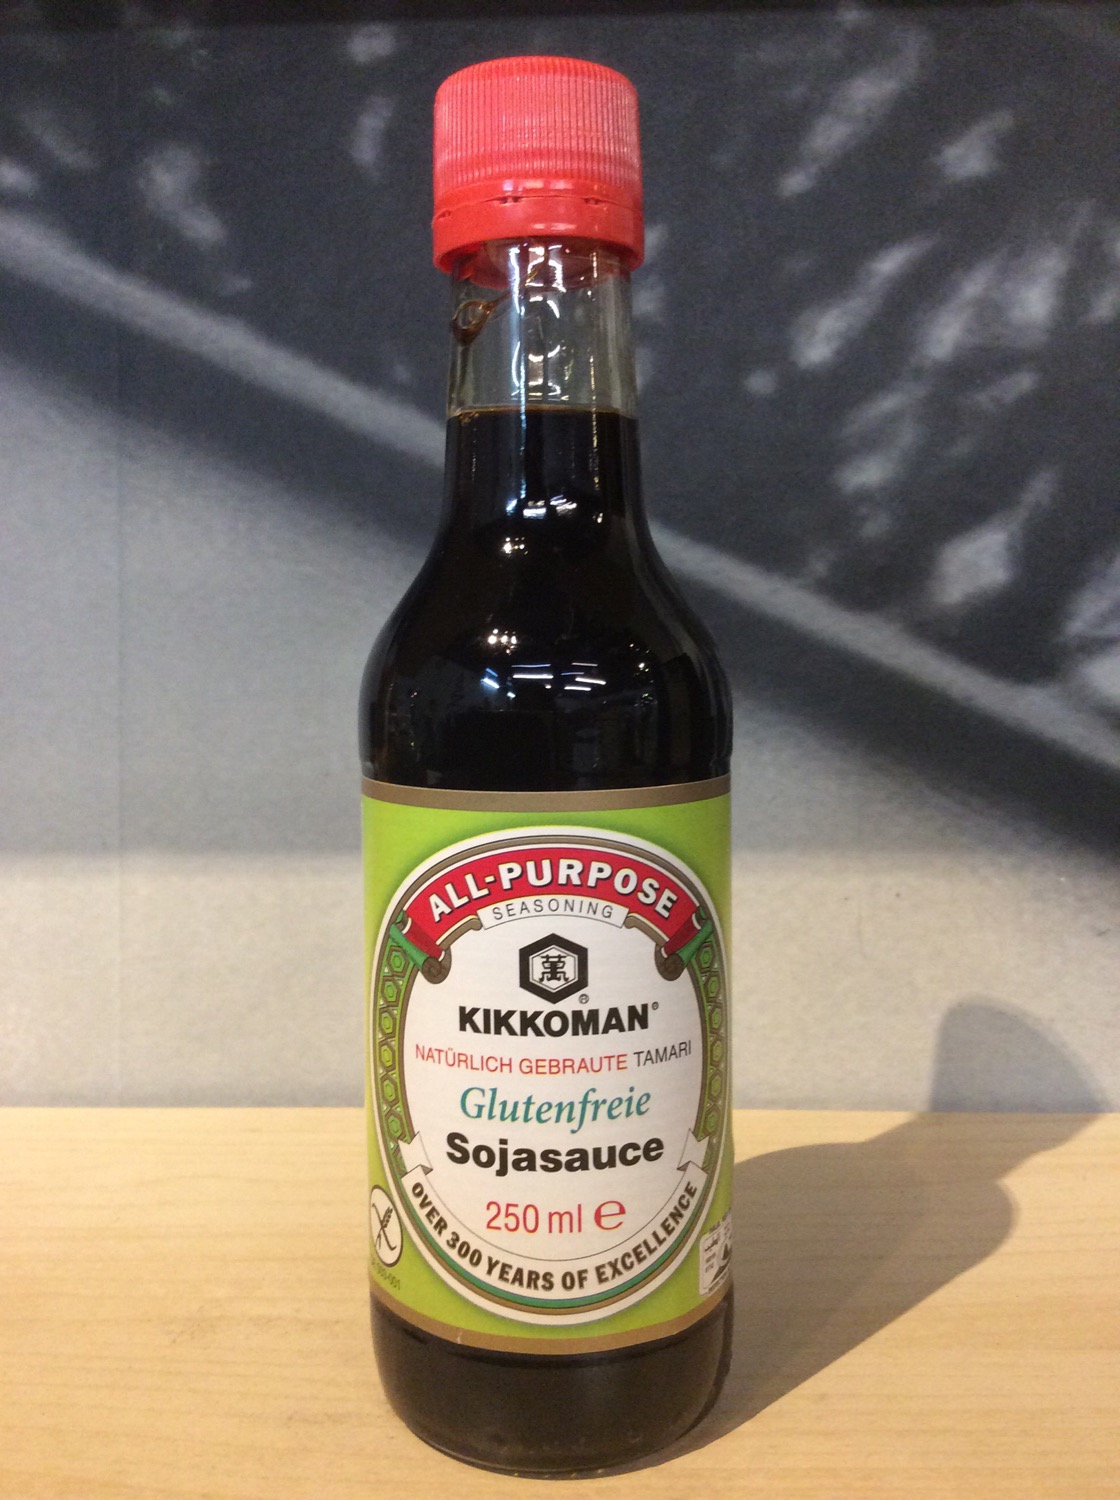 ALL-PURPOSE
SEASONING
萬
®
KIKKOMAN®
NATÜRLICH GEBRAUTE TAMARI
Glutenfreie
Sojasauce
250 ml ℮
OVER 300 YEARS OF EXCELLENCE